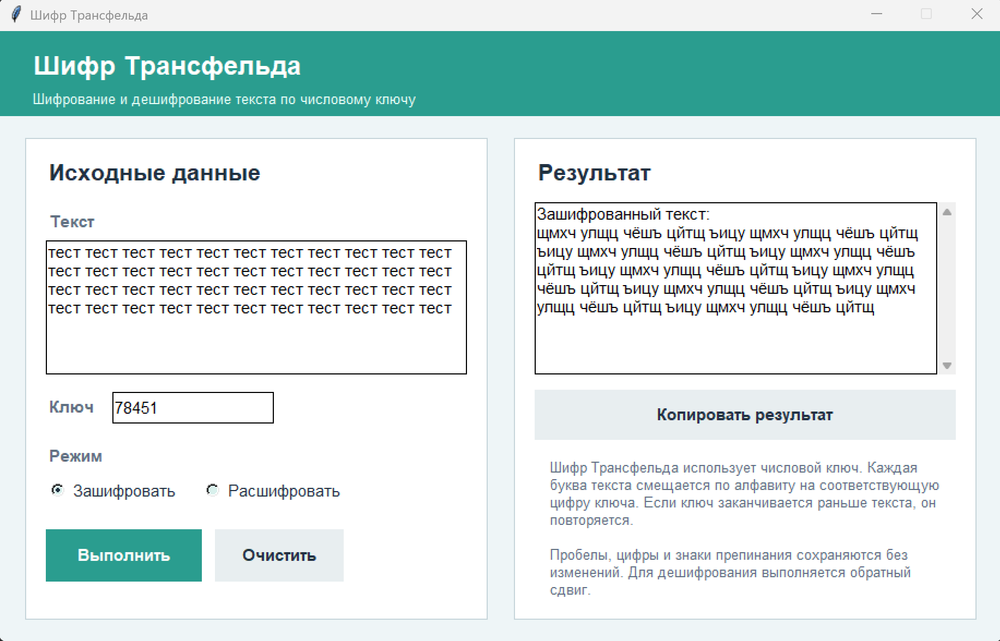 Шифр Трансфельда
Шифр Трансфельда
Шифрование и дешифрование текста по числовому ключу
Исходные данные
Текст
тест тест тест тест тест тест тест тест тест тест тест
тест тест тест тест тест тест тест тест тест тест тест
тест тест тест тест тест тест тест тест тест тест тест
тест тест тест тест тест тест тест тест тест тест тест
Ключ
78451
Режим
Зашифровать
Расшифровать
Выполнить
Очистить
Результат
Зашифрованный текст:
щмхч улщц чёшъ цйтщ ъицу щмхч улщц чёшъ цйтщ
ъицу щмхч улщц чёшъ цйтщ ъицу щмхч улщц чёшъ
цйтщ ъицу щмхч улщц чёшъ цйтщ ъицу щмхч улщц
чёшъ цйтщ ъицу щмхч улщц чёшъ цйтщ ъицу щмхч
улщц чёшъ цйтщ ъицу щмхч улщц чёшъ цйтщ
Копировать результат
Шифр Трансфельда использует числовой ключ. Каждая
буква текста смещается по алфавиту на соответствующую
цифру ключа. Если ключ заканчивается раньше текста, он
повторяется.
Пробелы, цифры и знаки препинания сохраняются без
изменений. Для дешифрования выполняется обратный
сдвиг.